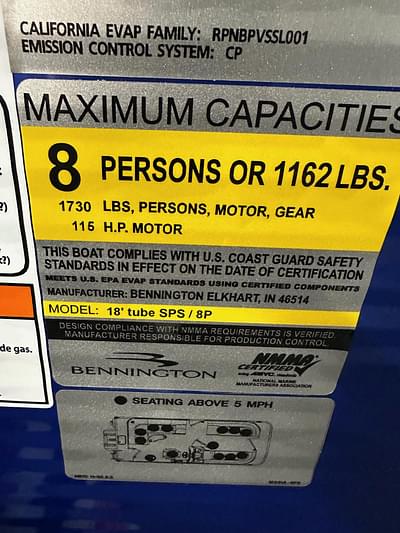 CALIFORNIA EVAP FAMILY: RPNBPVSSL001
EMISSION CONTROL SYSTEM: CP
MAXIMUM CAPACITIES
8 PERSONS OR 1162 LBS.
1730 LBS, PERSONS, MOTOR, GEAR
115 H.P. MOTOR
THIS BOAT COMPLIES WITH U.S. COAST GUARD SAFETY
STANDARDS IN EFFECT ON THE DATE OF CERTIFICATION
MEETS U.S. EPA EVAP STANDARDS USING CERTIFIED COMPONENTS
MANUFACTURER: BENNINGTON ELKHART, IN 46514
MODEL: 18' tube SPS / 8P
DESIGN COMPLIANCE WITH NMMA REQUIREMENTS IS VERIFIED.
MANUFACTURER RESPONSIBLE FOR PRODUCTION CONTROL.
BENNINGTON
NMMA
CERTIFIED
using ABYC standards
NATIONAL MARINE
MANUFACTURERS ASSOCIATION
SEATING ABOVE 5 MPH
?)
k?)
de gas.